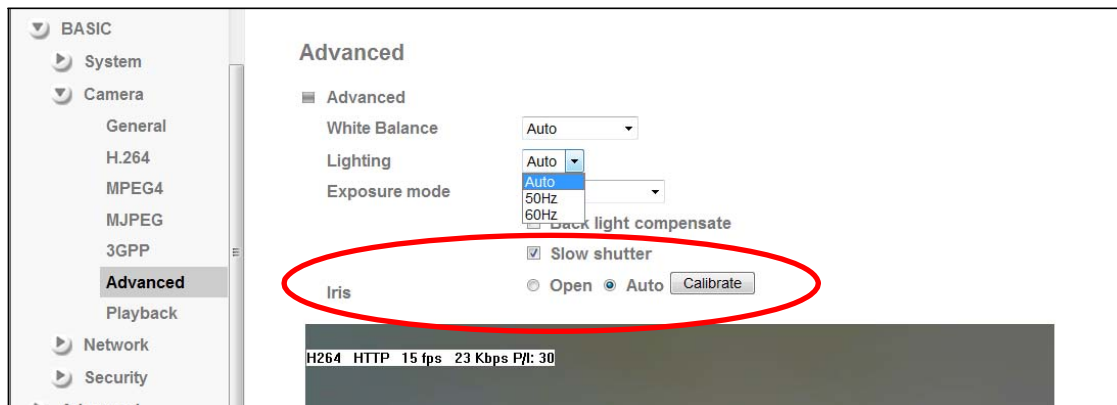 BASIC
System
Camera
General
H.264
MPEG4
MJPEG
3GPP
Advanced
Playback
Network
Security
Advanced
Advanced
White Balance Auto
Lighting Auto
Auto
Exposure mode
50Hz
60Hz
Back light compensate
Slow shutter
Iris Open Auto Calibrate
H264 HTTP 15 fps 23 Kbps P/I: 30